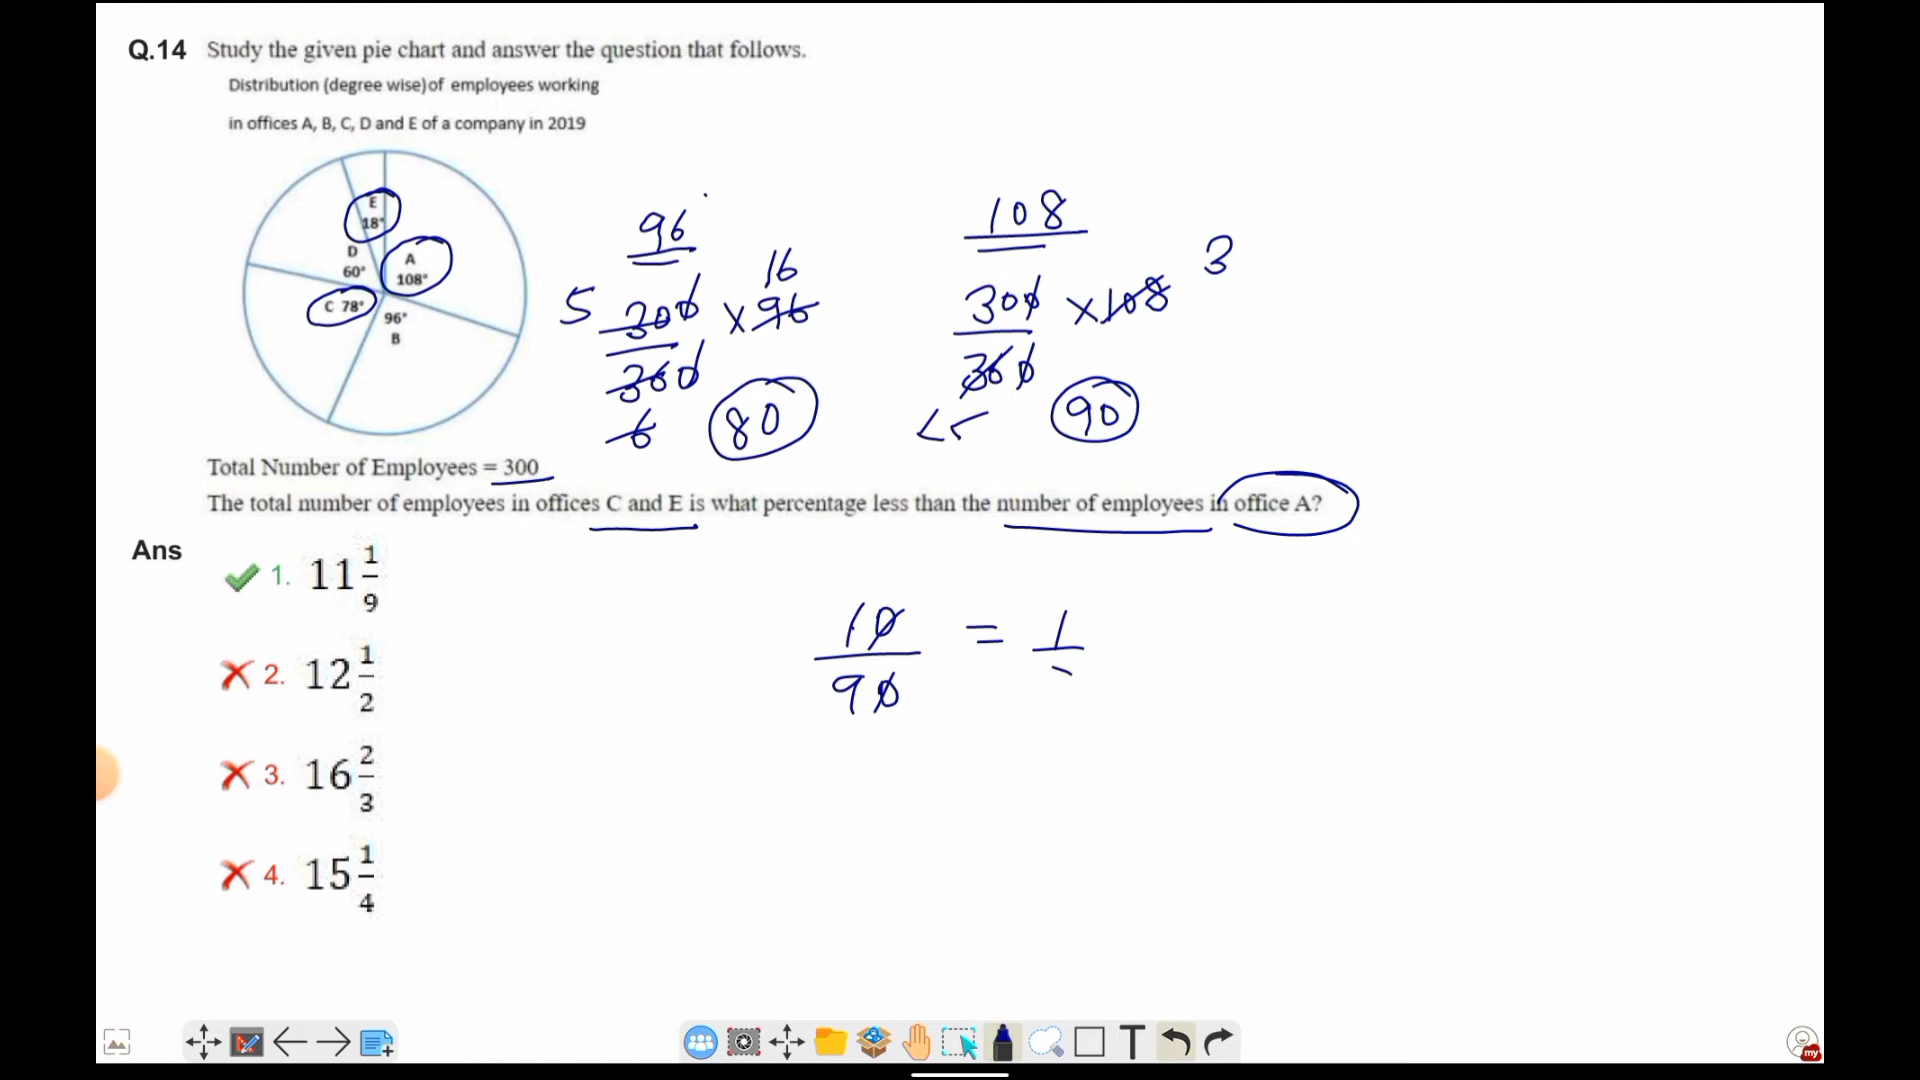 Q.14 Study the given pie chart and answer the question that follows.
Distribution (degree wise)of employees working
in offices A, B, C, D and E of a company in 2019
E
18°
D
60°
A
108°
C 78°
96°
B
96
16
5 300 × 96
360
6 80
108
3
300 × 108
360
90
Total Number of Employees = 300
The total number of employees in offices C and E is what percentage less than the number of employees in office A?
Ans
1. 11 1/9
2. 12 1/2
3. 16 2/3
4. 15 1/4
10/90 = 1
T
my